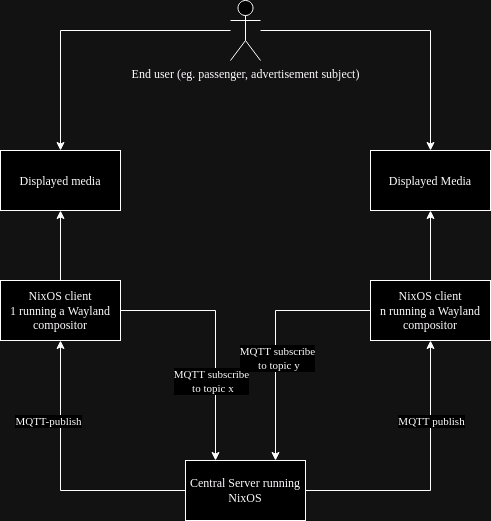 End user (eg. passenger, advertisement subject)
Displayed media
Displayed Media
NixOS client
1 running a Wayland
compositor
NixOS client
n running a Wayland
compositor
MQTT subscribe
to topic x
MQTT subscribe
to topic y
MQTT-publish
MQTT publish
Central Server running
NixOS